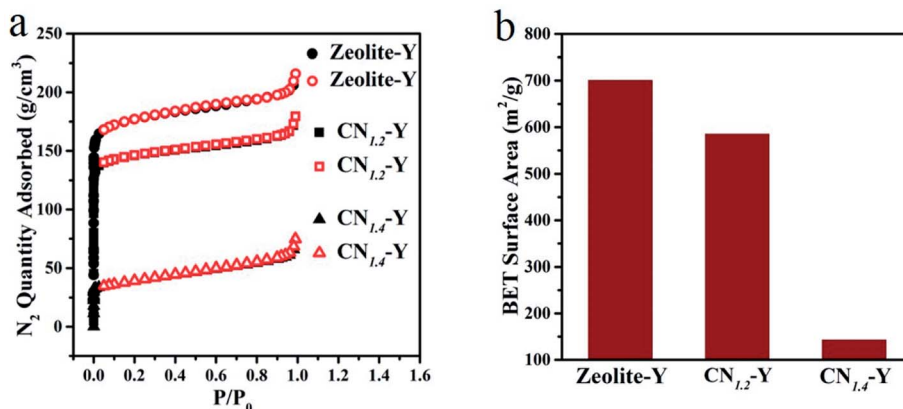 a
250
200
150
100
50
0
N₂ Quantity Adsorbed (g/cm³)
Zeolite-Y
Zeolite-Y
CN₁.₂-Y
CN₁.₂-Y
CN₁.₄-Y
CN₁.₄-Y
0.0 0.2 0.4 0.6 0.8 1.0 1.2 1.4 1.6
P/P₀
b
800
700
600
500
400
300
200
100
BET Surface Area (m²/g)
Zeolite-Y CN₁.₂-Y CN₁.₄-Y